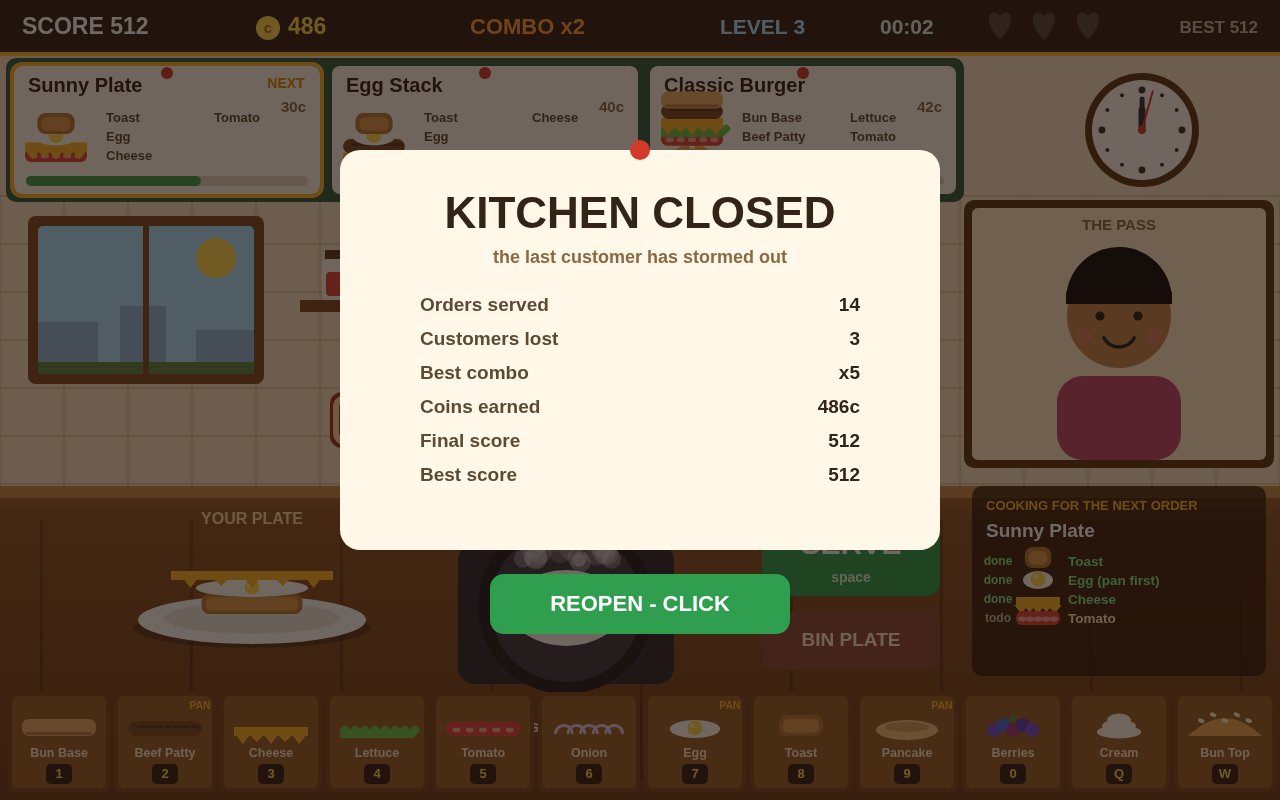 SCORE 512
c 486
COMBO x2
LEVEL 3
00:02
BEST 512
Sunny Plate
NEXT
30c
Toast
Tomato
Egg
Cheese
Egg Stack
40c
Toast
Cheese
Egg
Classic Burger
42c
Bun Base
Lettuce
Beef Patty
Tomato
THE PASS
KITCHEN CLOSED
the last customer has stormed out
Orders served 14
Customers lost 3
Best combo x5
Coins earned 486c
Final score 512
Best score 512
YOUR PLATE
space
REOPEN - CLICK
BIN PLATE
COOKING FOR THE NEXT ORDER
Sunny Plate
done Toast
done Egg (pan first)
done Cheese
todo Tomato
Bun Base
1
PAN
Beef Patty
2
Cheese
3
Lettuce
4
Tomato
5
Onion
6
PAN
Egg
7
Toast
8
PAN
Pancake
9
Berries
0
Cream
Q
Bun Top
W